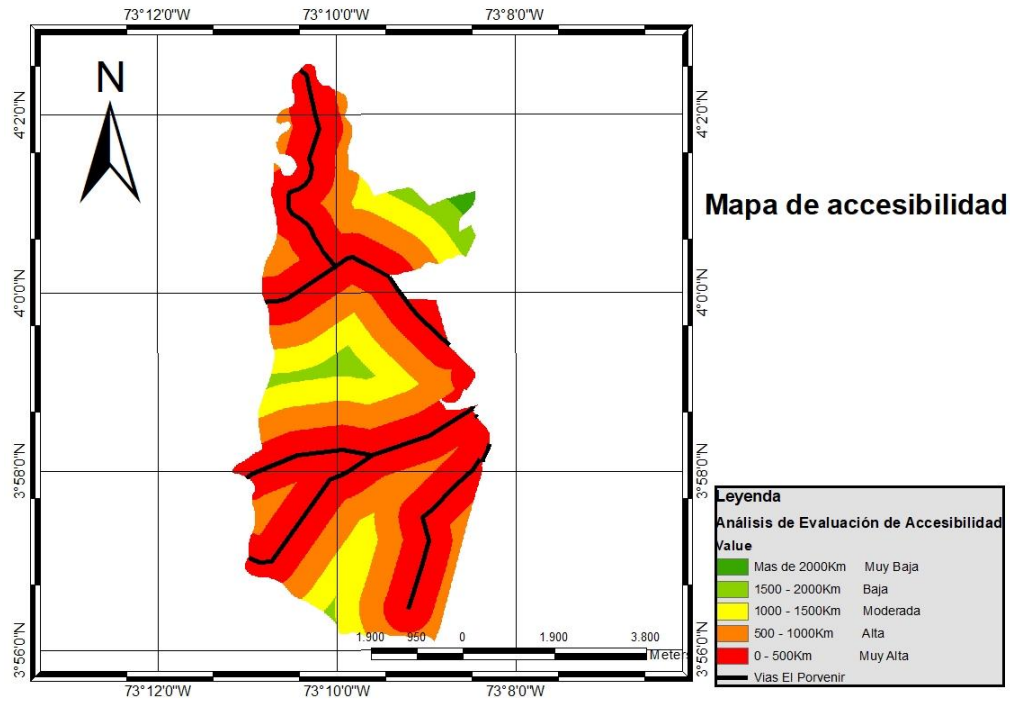 73°12'0"W 73°10'0"W 73°8'0"W
N
4°2'0"N 4°2'0"N
Mapa de accesibilidad
4°0'0"N 4°0'0"N
3°58'0"N 3°58'0"N
Leyenda
Análisis de Evaluación de Accesibilidad
Value
Mas de 2000Km Muy Baja
1500 - 2000Km Baja
1000 - 1500Km Moderada
500 - 1000Km Alta
0 - 500Km Muy Alta
Vias El Porvenir
1.900 950 0 1.900 3.800
Meters
3°56'0"N 3°56'0"N
73°12'0"W 73°10'0"W 73°8'0"W